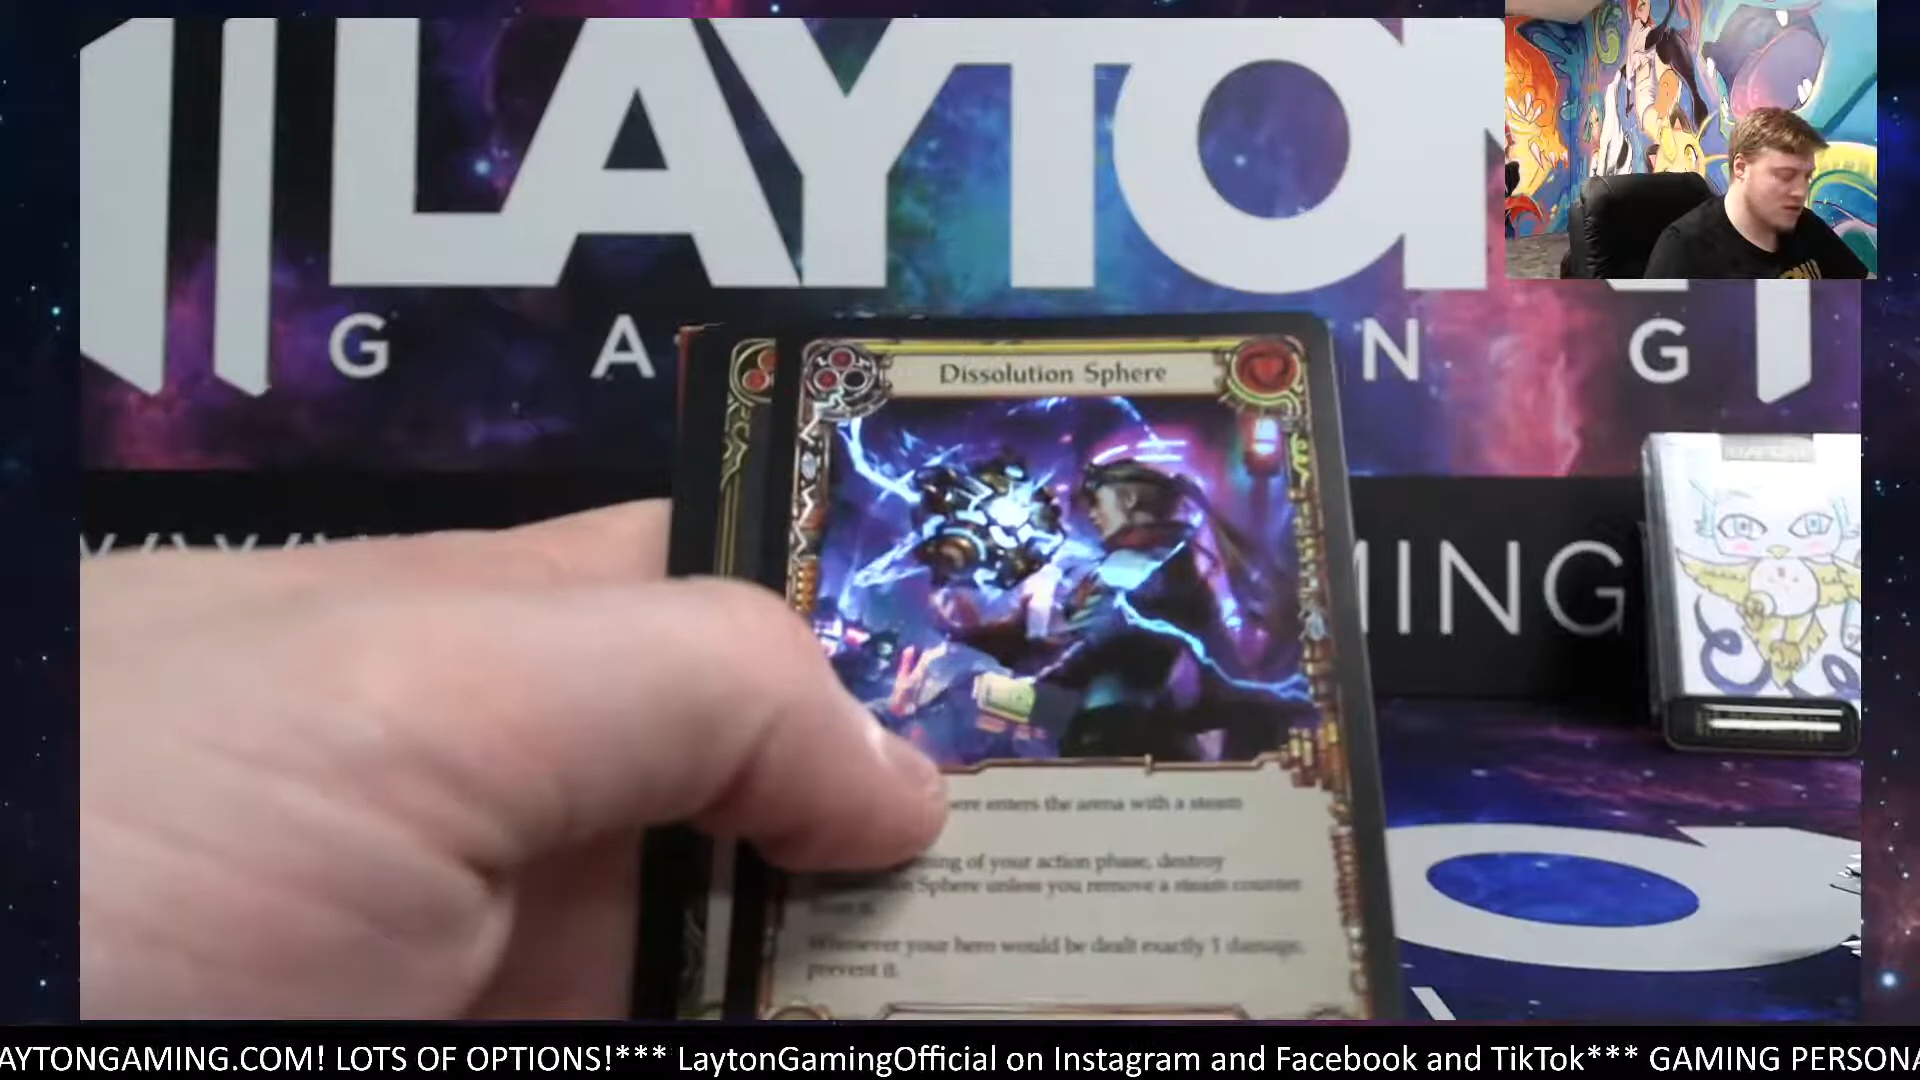 LAYTO
G A N G
Dissolution Sphere
MING
ere enters the arena with a steam
of your action phase, destroy
Sphere unless you remove a steam counter
Whenever your hero would be dealt exactly 1 damage,
prevent it.
AYTONGAMING.COM! LOTS OF OPTIONS!*** LaytonGamingOfficial on Instagram and Facebook and TikTok*** GAMING PERSONA